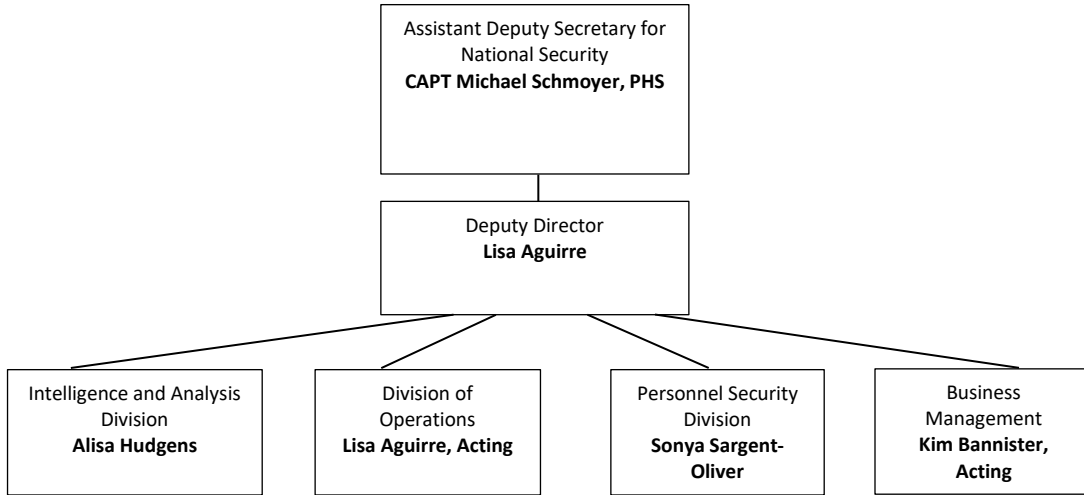 Assistant Deputy Secretary for
National Security
CAPT Michael Schmoyer, PHS
Deputy Director
Lisa Aguirre
Intelligence and Analysis
Division
Alisa Hudgens
Division of
Operations
Lisa Aguirre, Acting
Personnel Security
Division
Sonya Sargent-
Oliver
Business
Management
Kim Bannister,
Acting